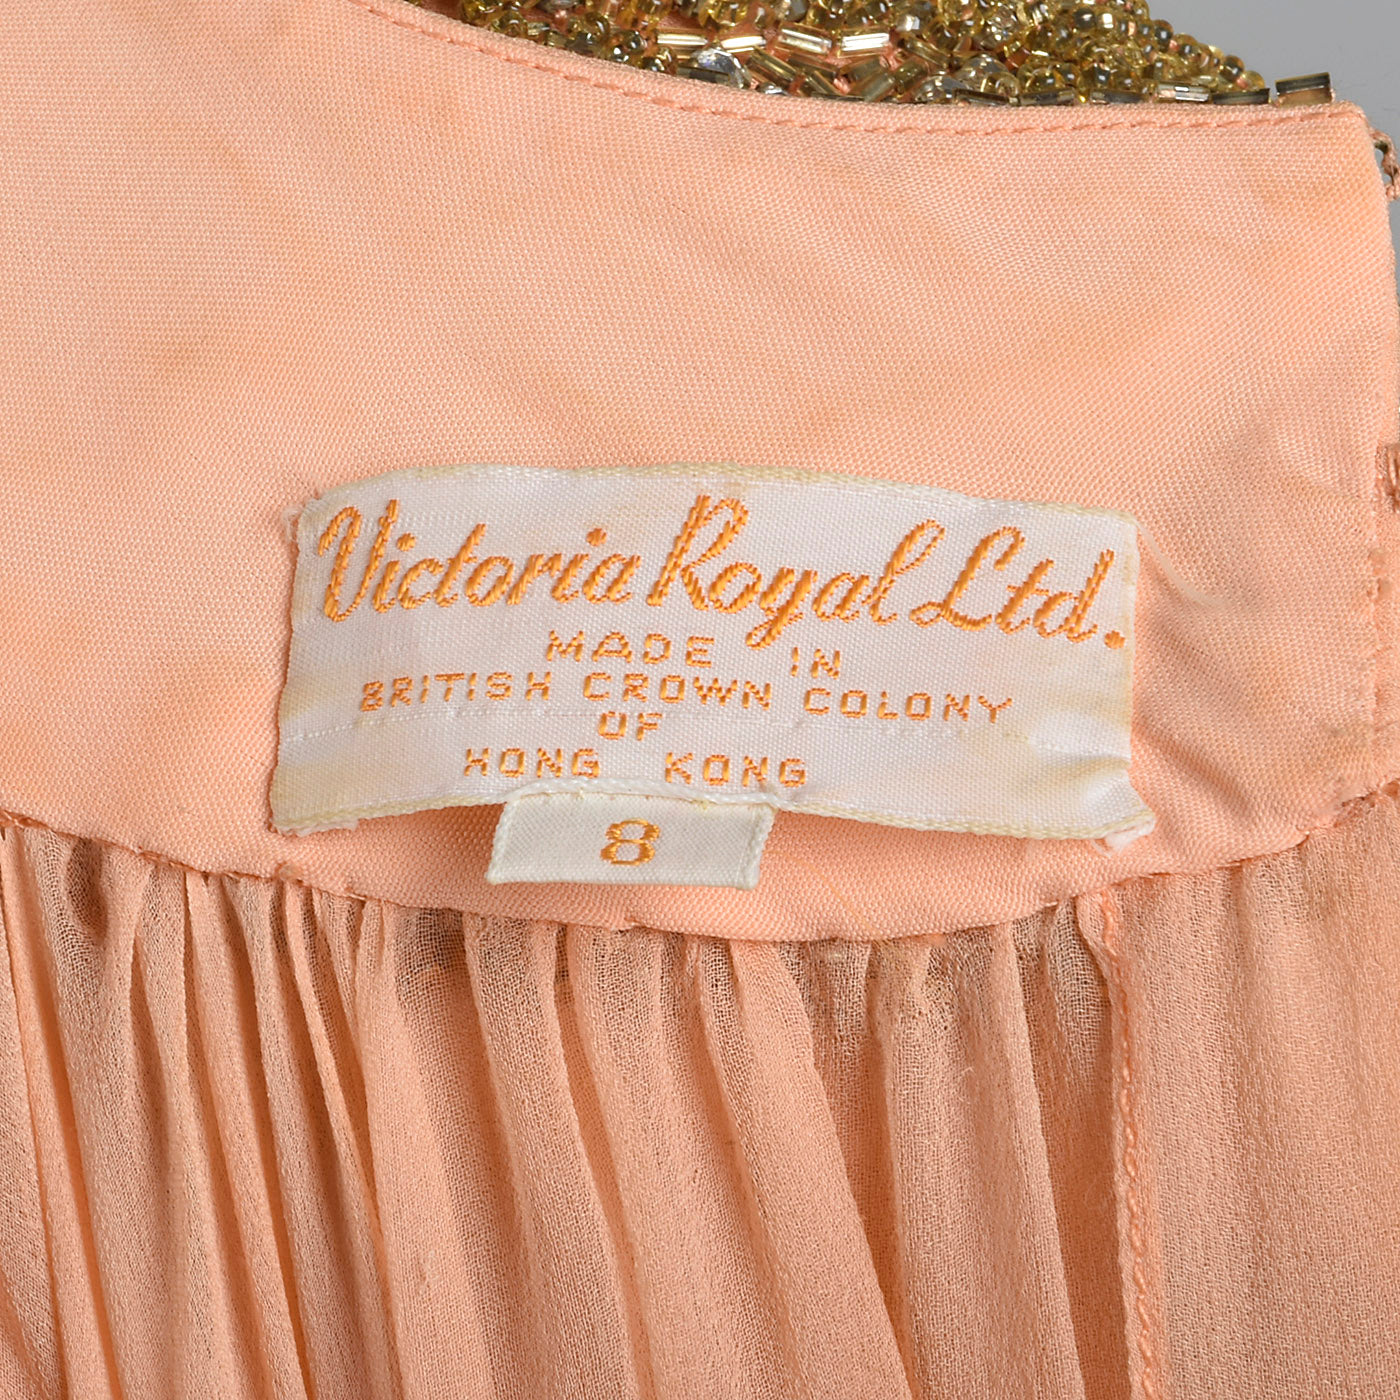 Victoria Royal Ltd.
MADE IN
BRITISH CROWN COLONY
OF
HONG KONG
8